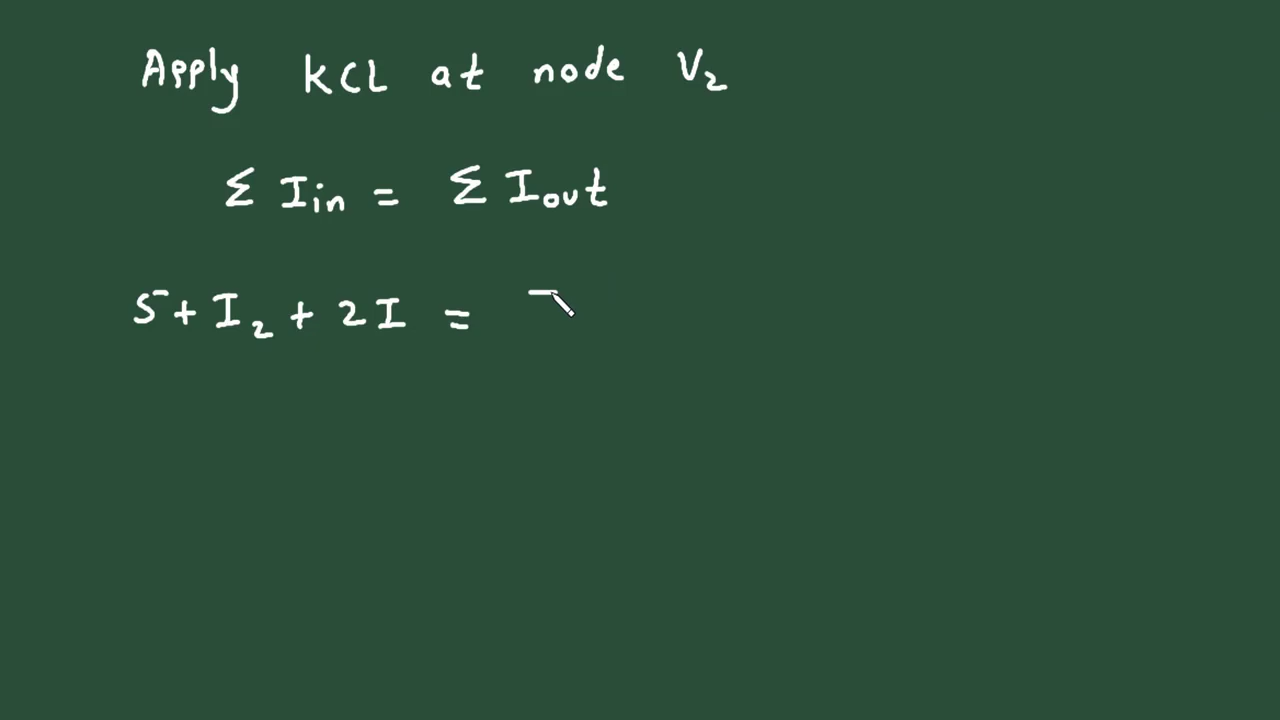 Apply KCL at node V₂
Σ Iin = Σ Iout
5 + I₂ + 2I =